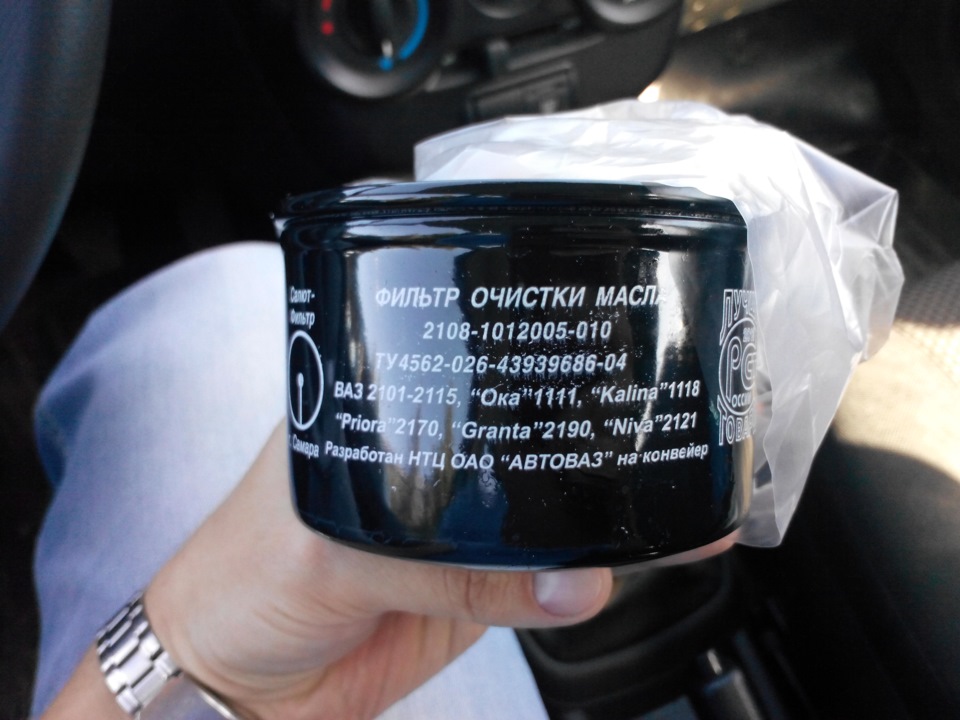 Салют-
Фильтр
г. Самара
ФИЛЬТР ОЧИСТКИ МАСЛА
2108-1012005-010
ТУ4562-026-43939686-04
ВАЗ 2101-2115, “Ока”1111, “Kalina”1118
“Priora”2170, “Granta”2190, “Niva”2121
Разработан НТЦ ОАО “АВТОВАЗ” на конвейер